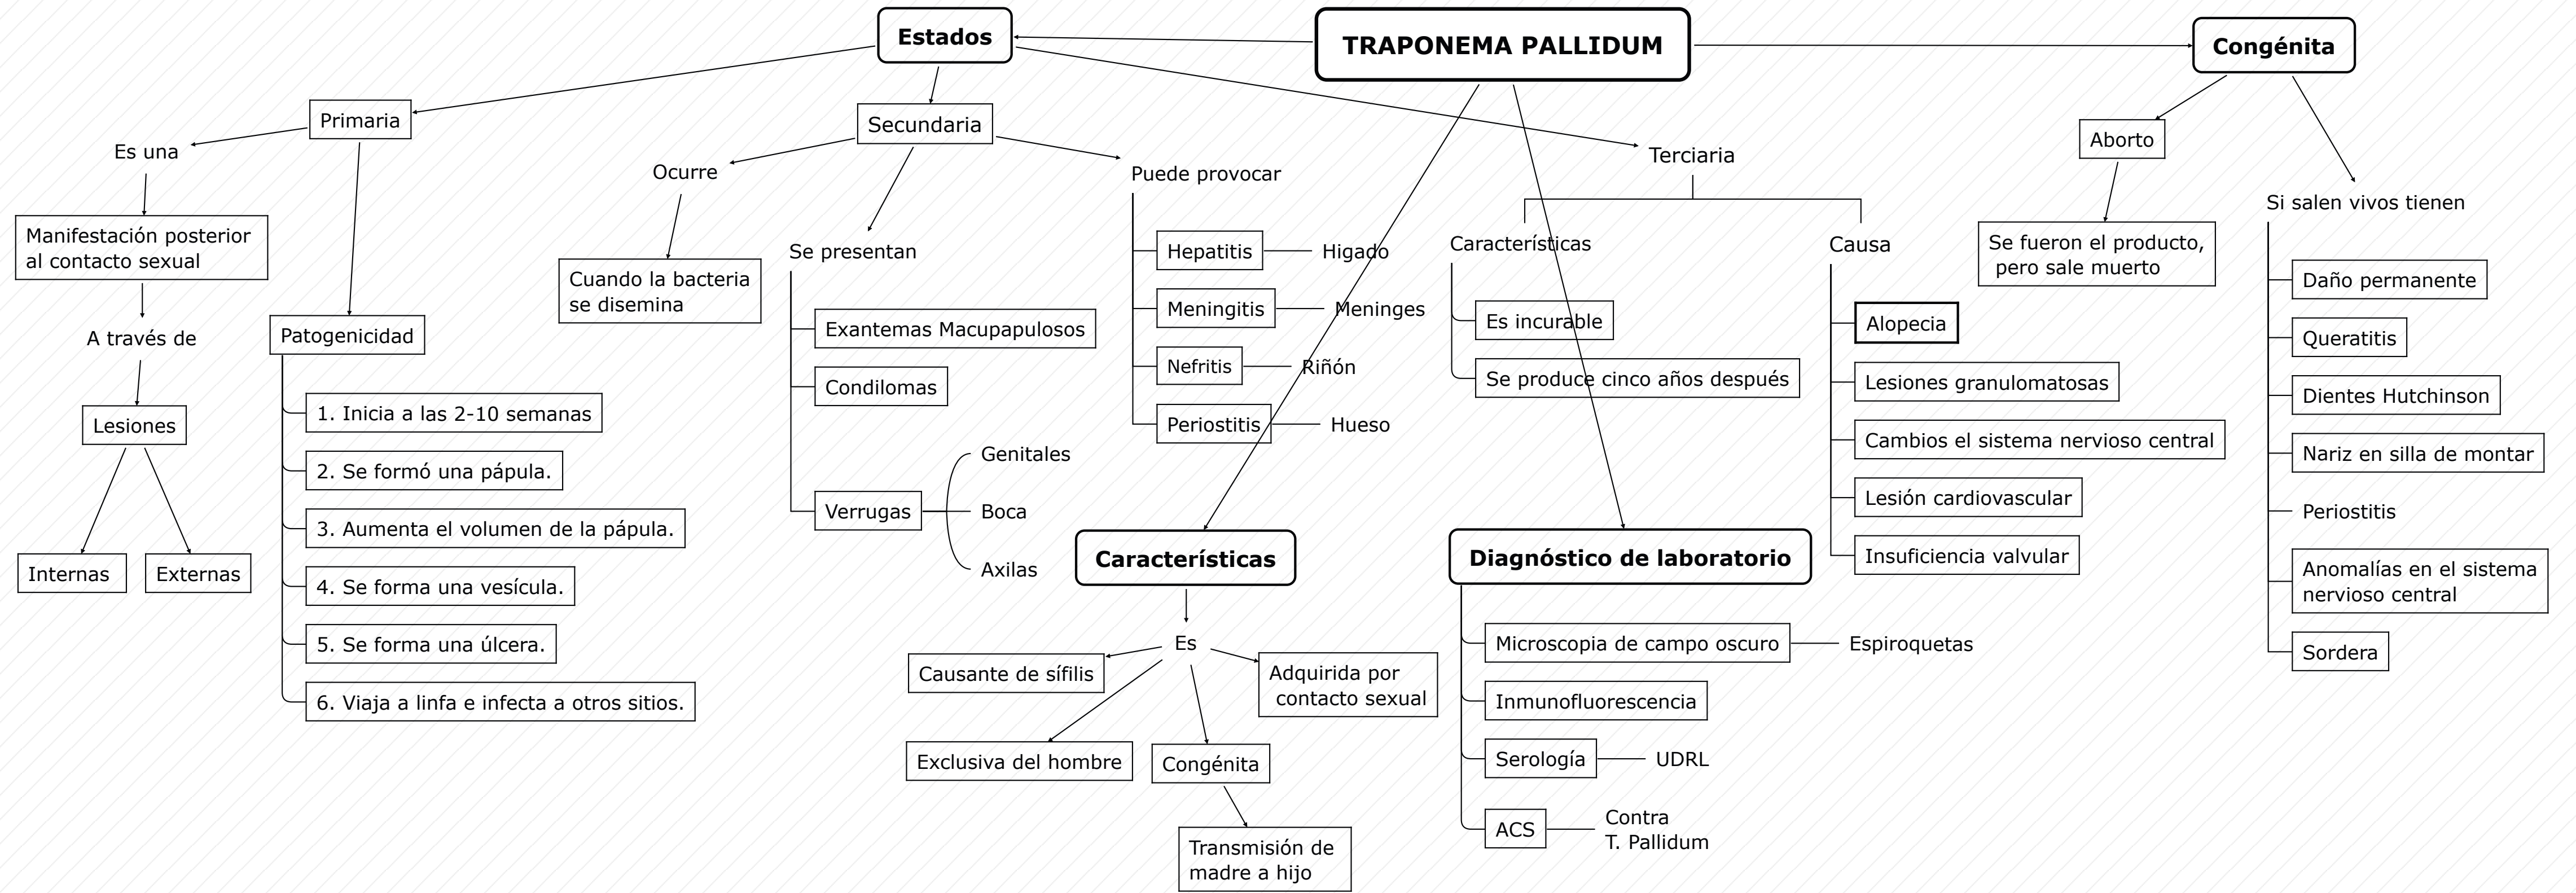 TRAPONEMA PALLIDUM
Estados
Primaria
Es una
Manifestación posterior
al contacto sexual
A través de
Lesiones
Internas
Externas
Patogenicidad
1. Inicia a las 2-10 semanas
2. Se formó una pápula.
3. Aumenta el volumen de la pápula.
4. Se forma una vesícula.
5. Se forma una úlcera.
6. Viaja a linfa e infecta a otros sitios.
Secundaria
Ocurre
Cuando la bacteria
se disemina
Se presentan
Exantemas Macupapulosos
Condilomas
Verrugas
Genitales
Boca
Axilas
Puede provocar
Hepatitis
Higado
Meningitis
Meninges
Nefritis
Riñón
Periostitis
Hueso
Terciaria
Características
Es incurable
Se produce cinco años después
Causa
Alopecia
Lesiones granulomatosas
Cambios el sistema nervioso central
Lesión cardiovascular
Insuficiencia valvular
Características
Es
Causante de sífilis
Exclusiva del hombre
Congénita
Transmisión de
madre a hijo
Adquirida por
contacto sexual
Diagnóstico de laboratorio
Microscopia de campo oscuro
Espiroquetas
Inmunofluorescencia
Serología
UDRL
ACS
Contra
T. Pallidum
Congénita
Aborto
Se fueron el producto,
pero sale muerto
Si salen vivos tienen
Daño permanente
Queratitis
Dientes Hutchinson
Nariz en silla de montar
Periostitis
Anomalías en el sistema
nervioso central
Sordera